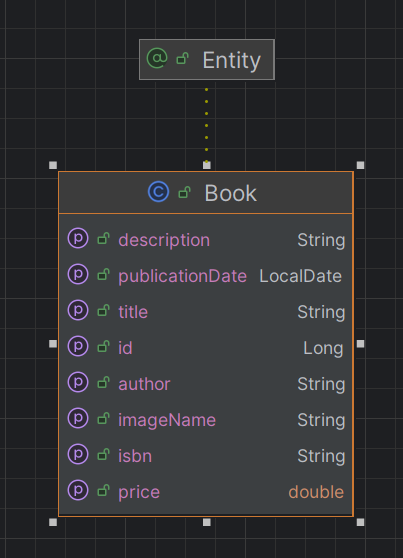 @ Entity
C Book
p description String
p publicationDate LocalDate
p title String
p id Long
p author String
p imageName String
p isbn String
p price double